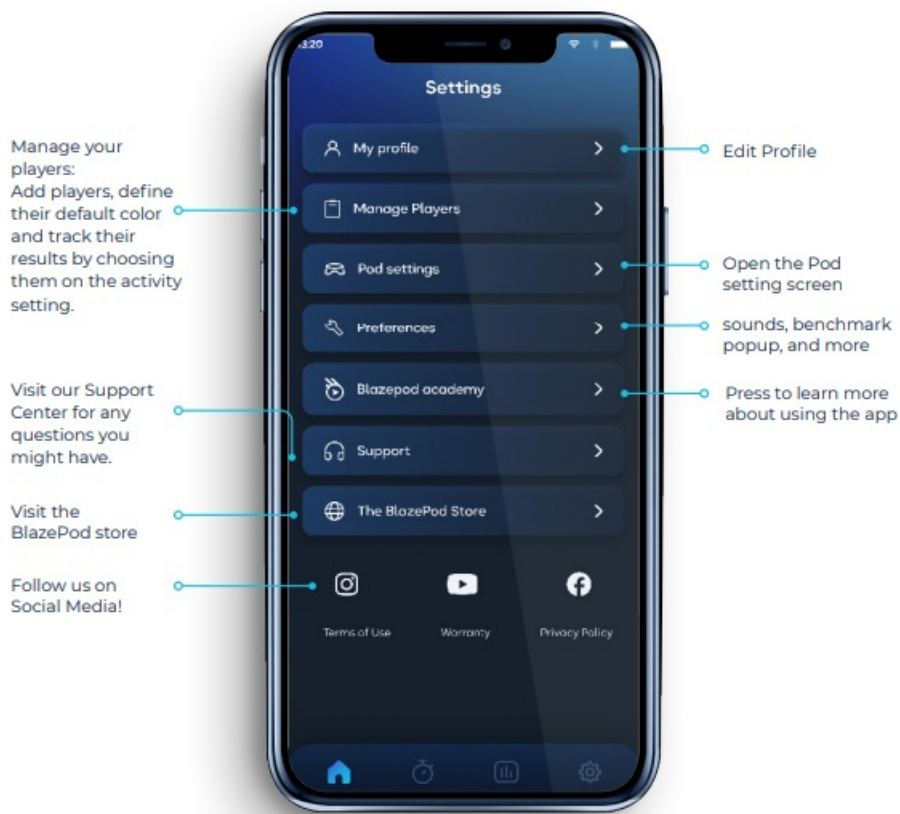 3:20
Settings
My profile
Manage Players
Pod settings
Preferences
Blazepod academy
Support
The BlazePod Store
Terms of Use
Warranty
Privacy Policy
Manage your
players:
Add players, define
their default color
and track their
results by choosing
them on the activity
setting.
Visit our Support
Center for any
questions you
might have.
Visit the
BlazePod store
Follow us on
Social Media!
Edit Profile
Open the Pod
setting screen
sounds, benchmark
popup, and more
Press to learn more
about using the app